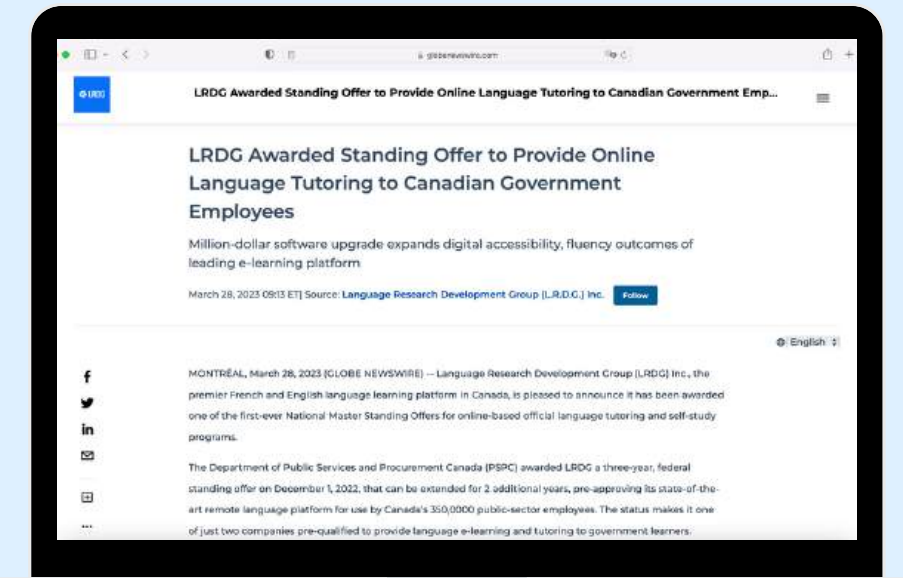 globenewswire.com
LRDG
LRDG Awarded Standing Offer to Provide Online Language Tutoring to Canadian Government Emp...
LRDG Awarded Standing Offer to Provide Online
Language Tutoring to Canadian Government
Employees
Million-dollar software upgrade expands digital accessibility, fluency outcomes of
leading e-learning platform
March 28, 2023 09:13 ET| Source: Language Research Development Group (L.R.D.G.) Inc. Follow
English
MONTRÉAL, March 28, 2023 (GLOBE NEWSWIRE) -- Language Research Development Group (LRDG) Inc., the
premier French and English language learning platform in Canada, is pleased to announce it has been awarded
one of the first-ever National Master Standing Offers for online-based official language tutoring and self-study
programs.
The Department of Public Services and Procurement Canada (PSPC) awarded LRDG a three-year, federal
standing offer on December 1, 2022, that can be extended for 2 additional years, pre-approving its state-of-the-
art remote language platform for use by Canada's 350,0000 public-sector employees. The status makes it one
of just two companies pre-qualified to provide language e-learning and tutoring to government learners.